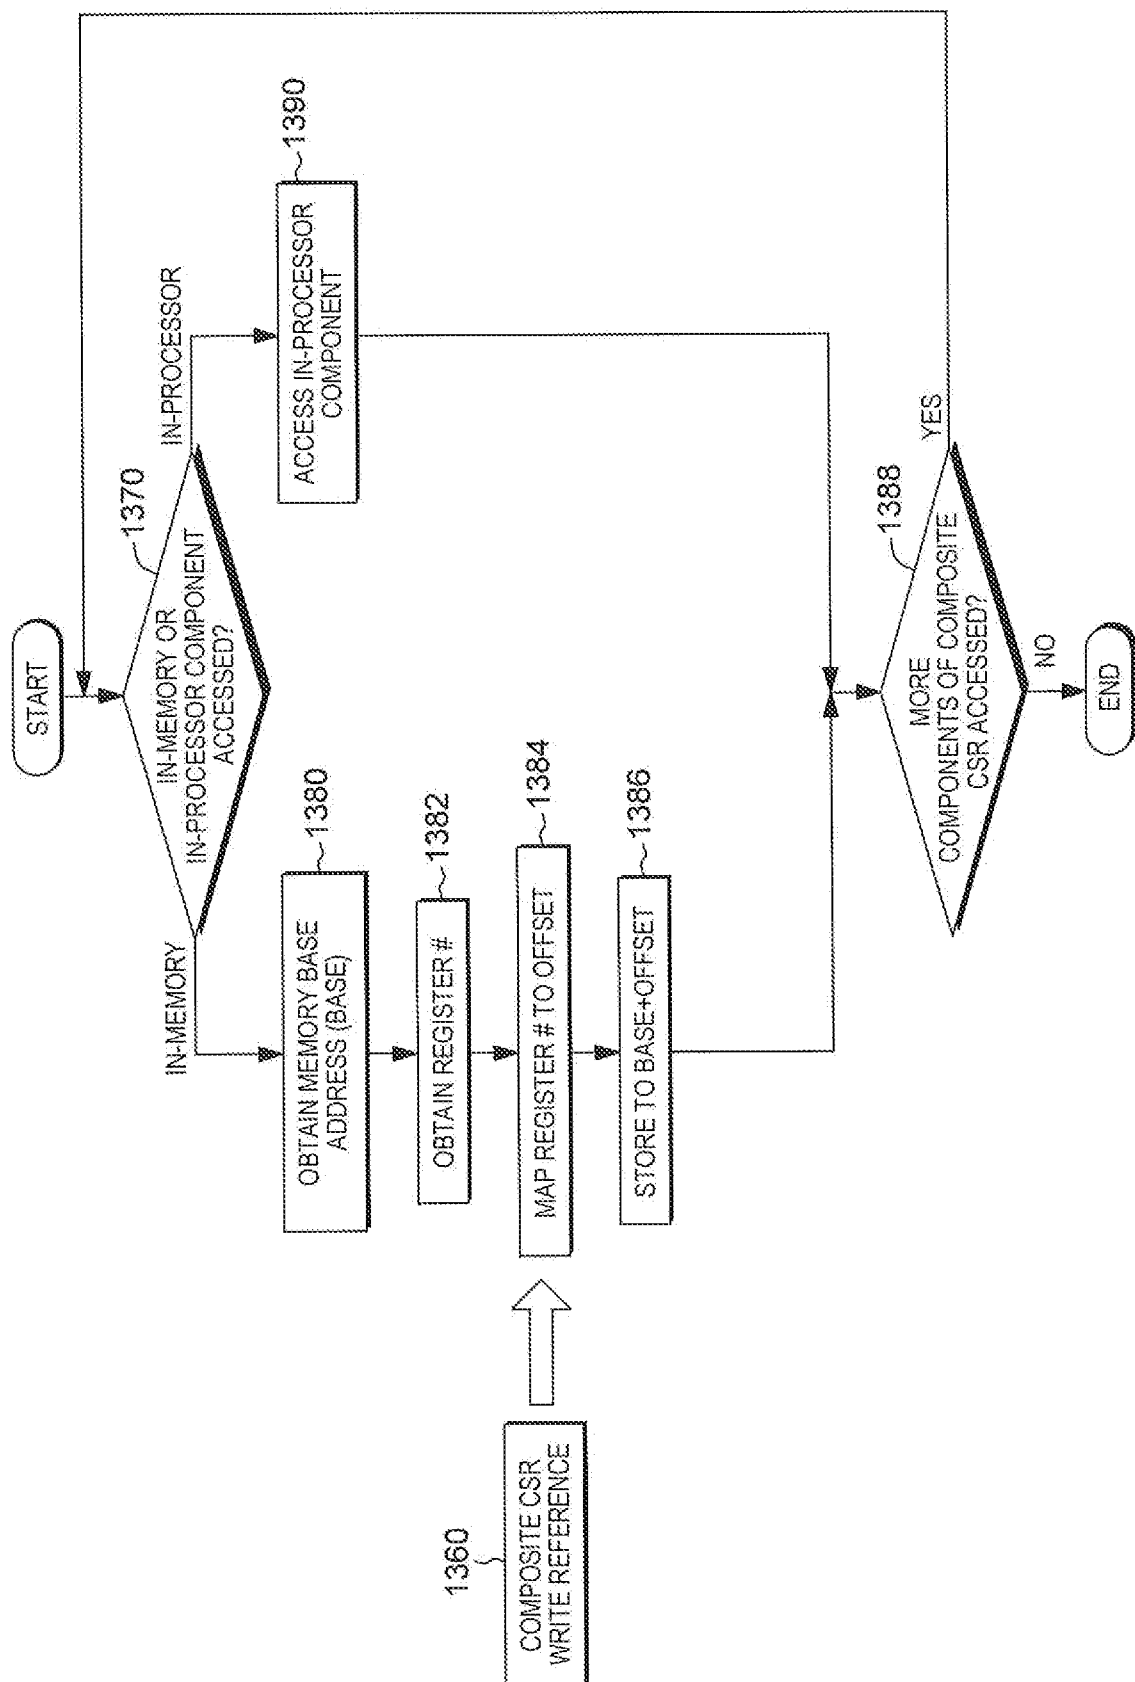 COMPOSITE CSR
WRITE REFERENCE
1360
START
IN-MEMORY OR
IN-PROCESSOR COMPONENT
ACCESSED?
1370
IN-MEMORY
IN-PROCESSOR
OBTAIN MEMORY BASE
ADDRESS (BASE)
1380
OBTAIN REGISTER #
1382
MAP REGISTER # TO OFFSET
1384
STORE TO BASE+OFFSET
1386
ACCESS IN-PROCESSOR
COMPONENT
1390
MORE
COMPONENTS OF COMPOSITE
CSR ACCESSED?
1388
YES
NO
END